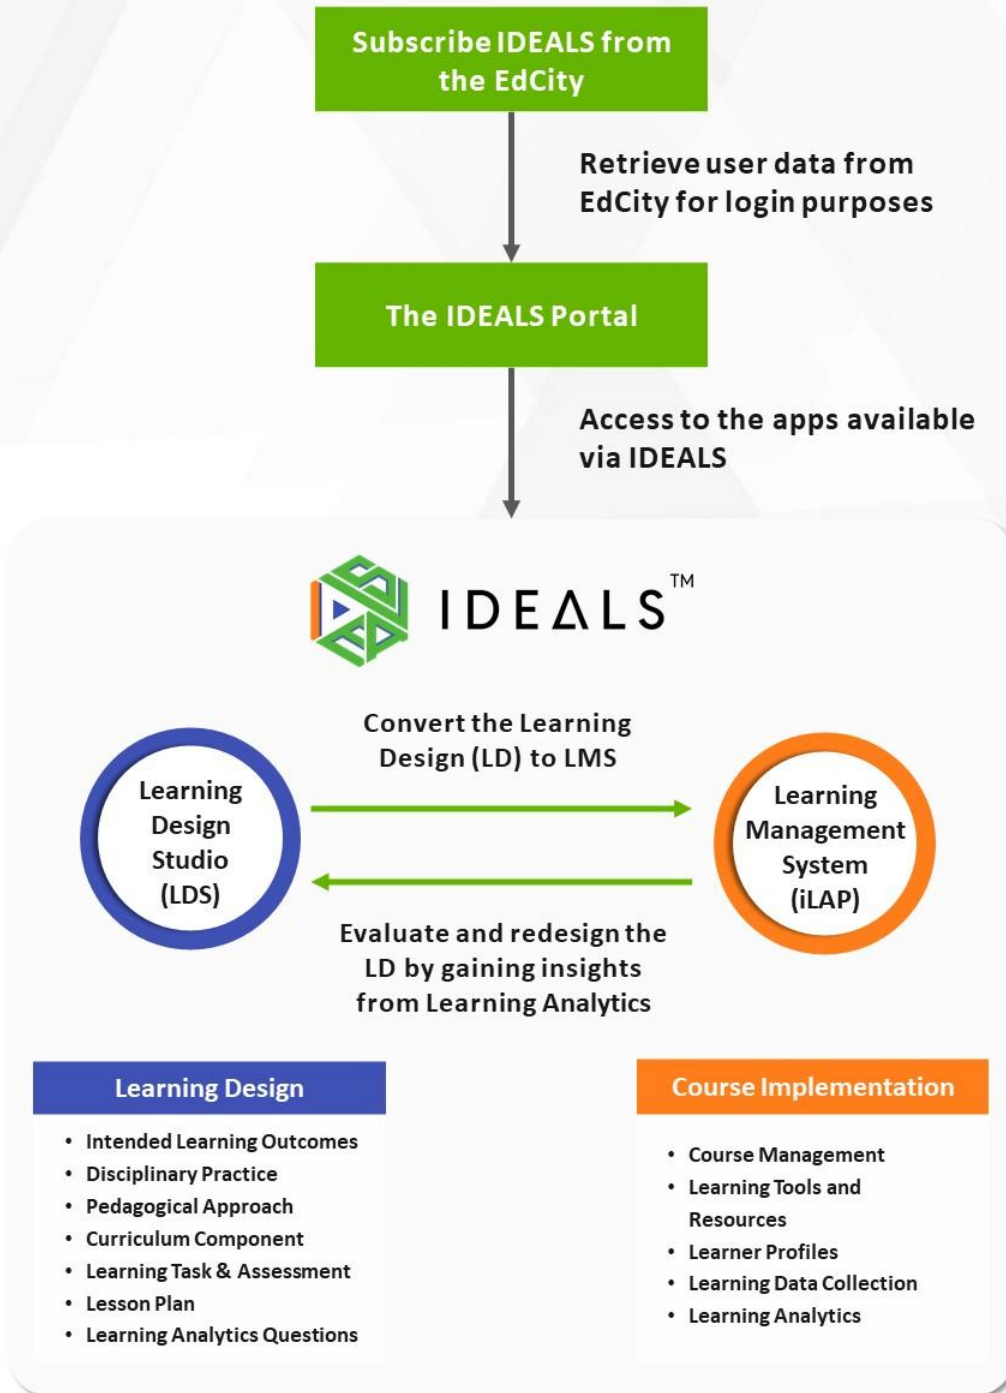 Subscribe IDEALS from
the EdCity
Retrieve user data from
EdCity for login purposes
The IDEALS Portal
Access to the apps available
via IDEALS
IDEALS™
Convert the Learning
Design (LD) to LMS
Learning
Design
Studio
(LDS)
Learning
Management
System
(iLAP)
Evaluate and redesign the
LD by gaining insights
from Learning Analytics
Learning Design
• Intended Learning Outcomes
• Disciplinary Practice
• Pedagogical Approach
• Curriculum Component
• Learning Task & Assessment
• Lesson Plan
• Learning Analytics Questions
Course Implementation
• Course Management
• Learning Tools and
Resources
• Learner Profiles
• Learning Data Collection
• Learning Analytics